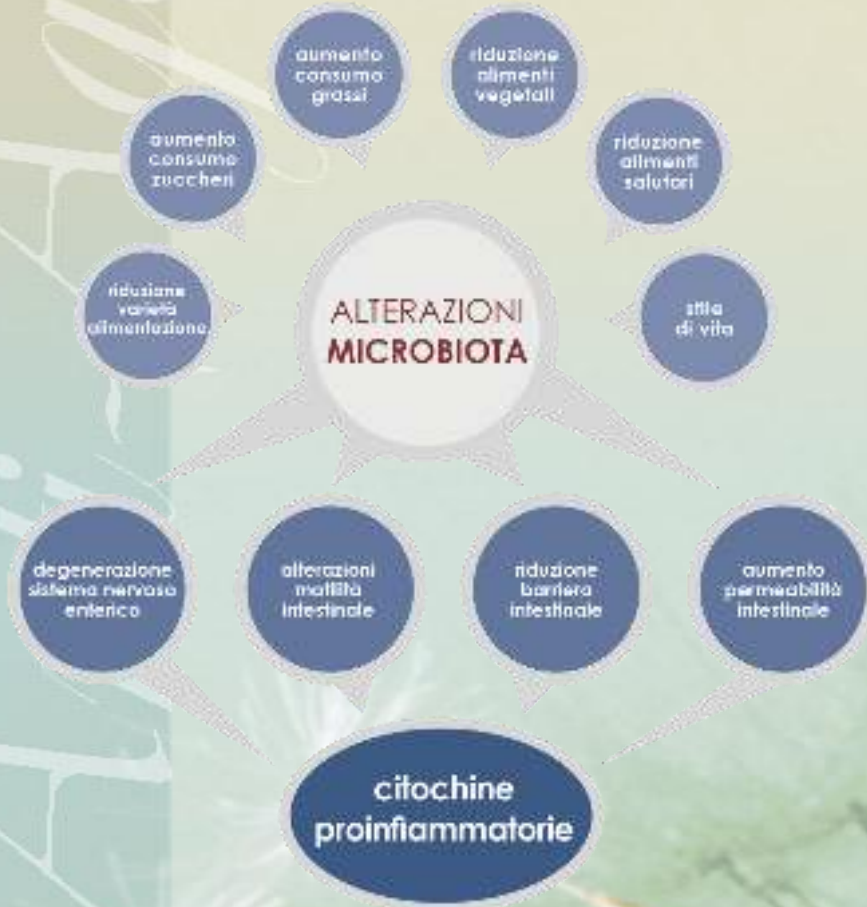 aumento
consumo
grassi
riduzione
alimenti
vegetali
aumento
consumo
zuccheri
riduzione
alimenti
salutari
riduzione
varietà
alimentazione
stile
di vita
ALTERAZIONI
MICROBIOTA
degenerazione
sistema nervoso
enterico
alterazioni
motilità
intestinale
riduzione
barriera
intestinale
aumento
permeabilità
intestinale
citochine
proinfiammatorie